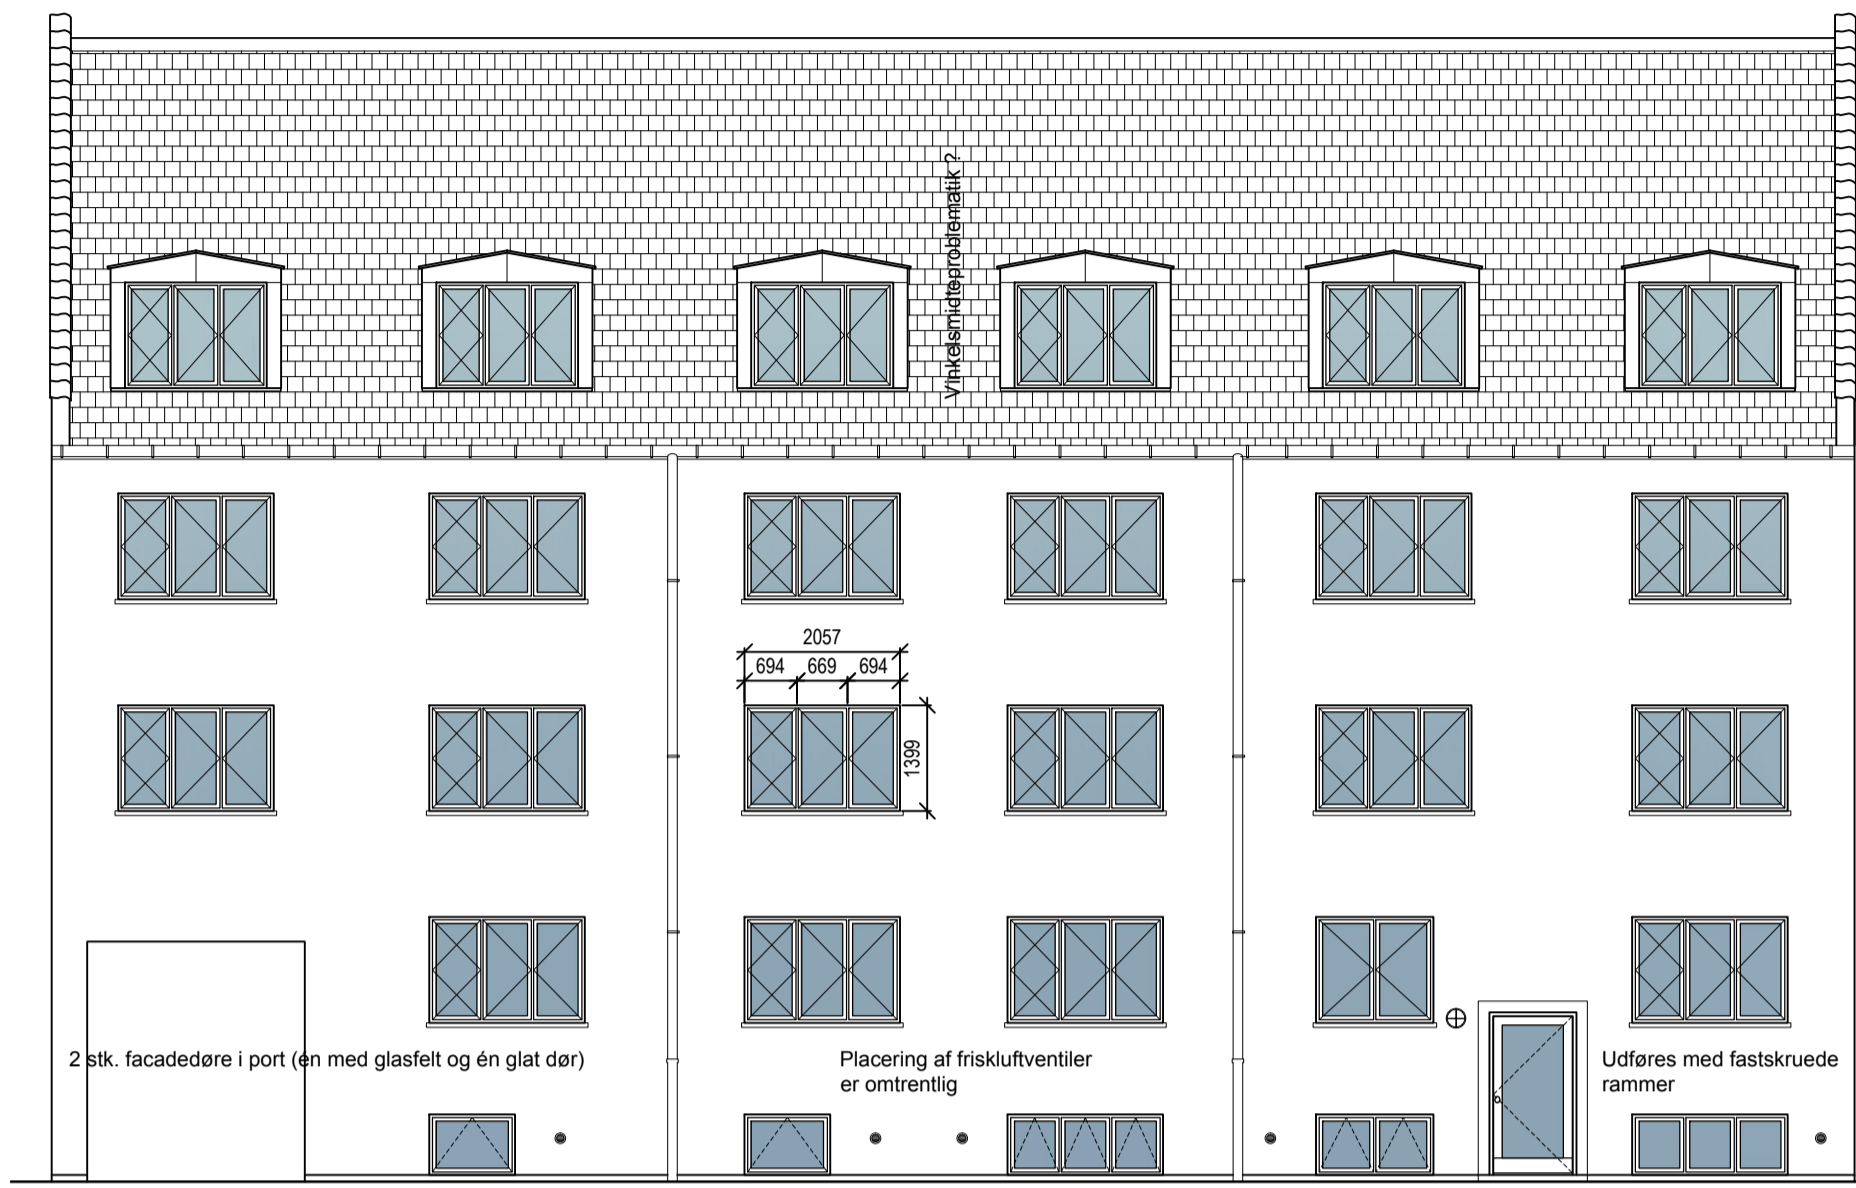 Vinkelsmidteproblematik ?
2057
694 669 694
1399
2 stk. facadedøre i port (én med glasfelt og én glat dør)
Placering af friskluftventiler
er omtrentlig
Udføres med fastskruede
rammer